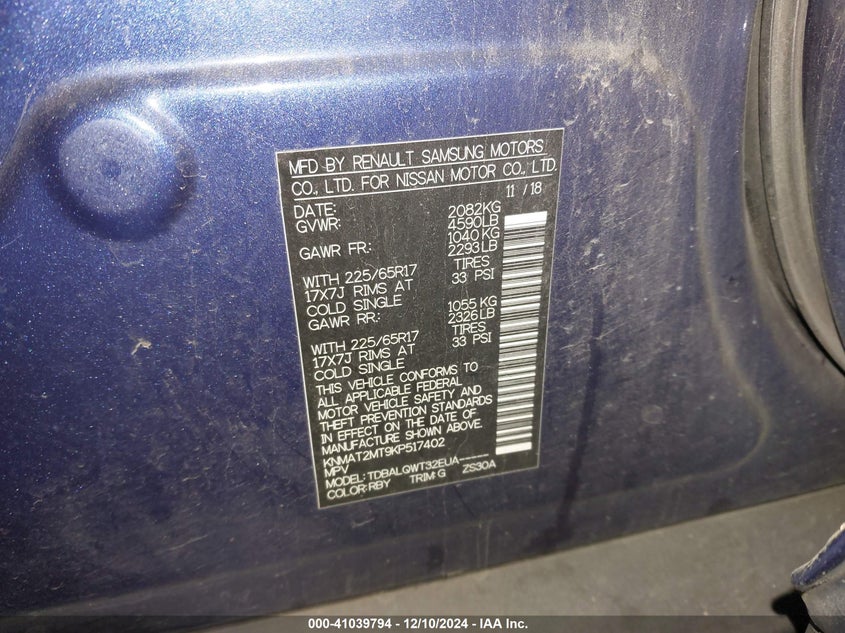 MFD BY RENAULT SAMSUNG MOTORS
CO., LTD. FOR NISSAN MOTOR CO., LTD.
DATE: 11 / 18
GVWR: 2082KG
4590LB
GAWR FR.: 1040 KG
2293LB
WITH 225/65R17 TIRES
17X7J RIMS AT 33 PSI
COLD SINGLE
GAWR RR.: 1055 KG
2326LB
WITH 225/65R17 TIRES
17X7J RIMS AT 33 PSI
COLD SINGLE
THIS VEHICLE CONFORMS TO
ALL APPLICABLE FEDERAL
MOTOR VEHICLE SAFETY AND
THEFT PREVENTION STANDARDS
IN EFFECT ON THE DATE OF
MANUFACTURE SHOWN ABOVE.
KNMAT2MT9KP517402
MPV
MODEL: TDBALQWT32EUA-----
COLOR: RBY TRIM: G ZS30A
000-41039794 — 12/10/2024 — IAA Inc.